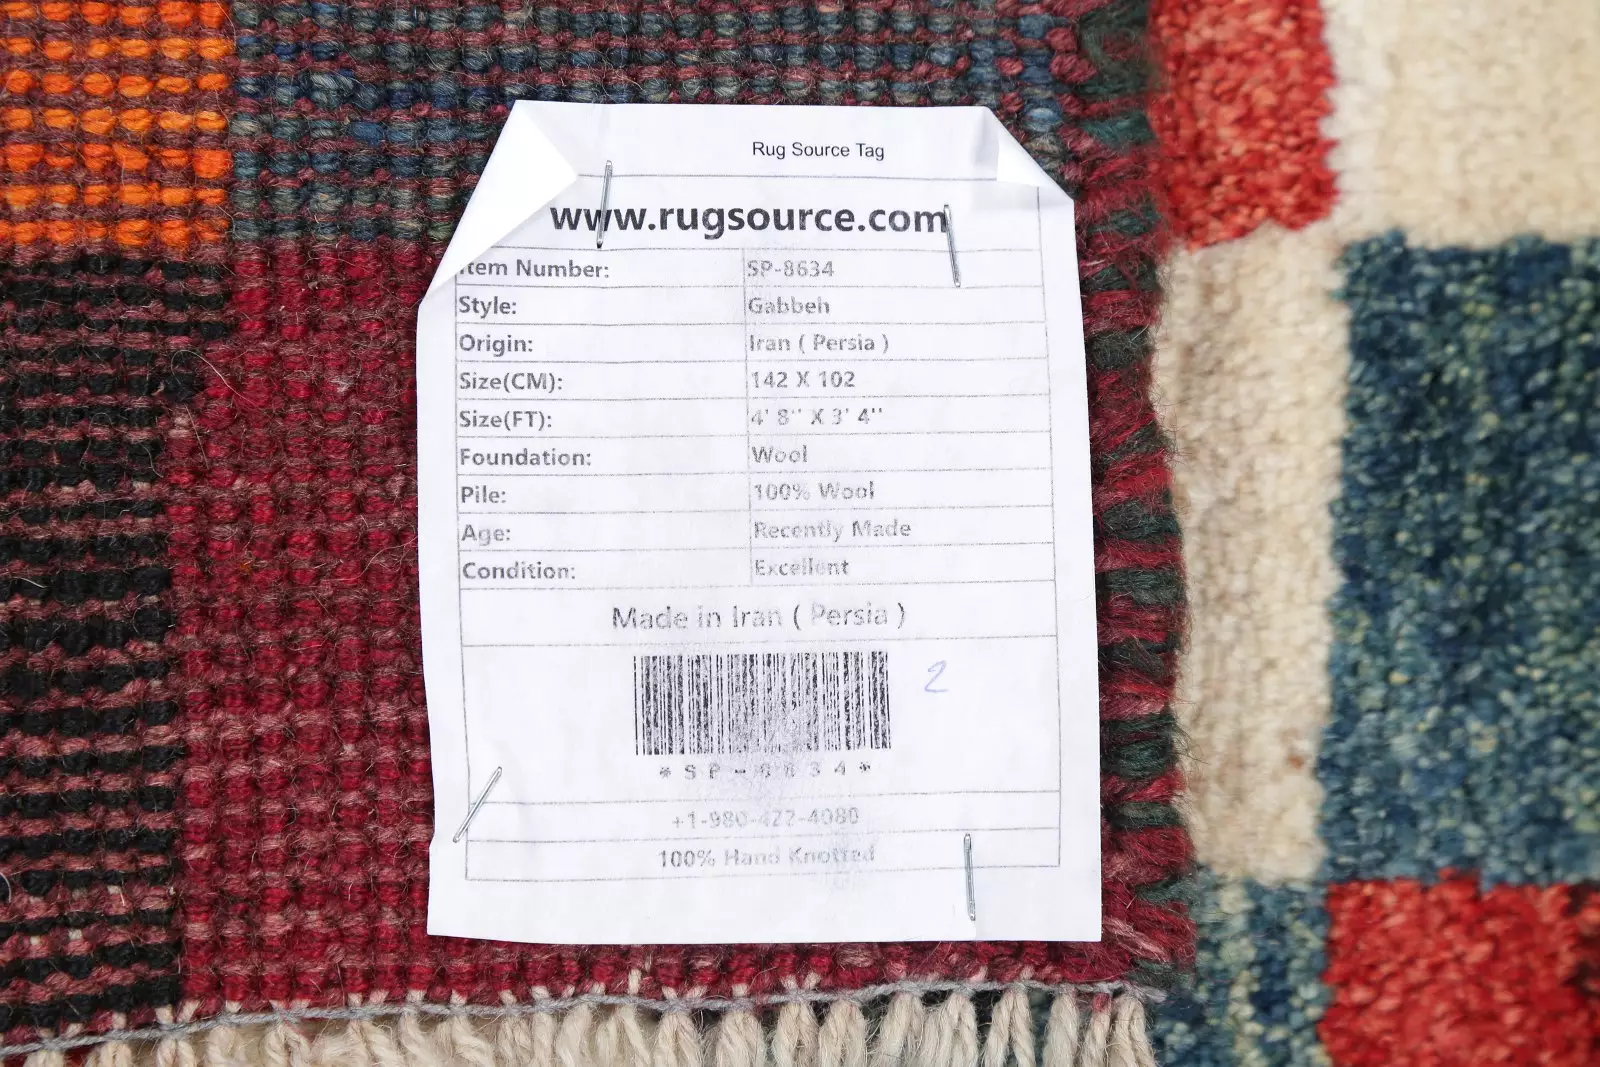 Rug Source Tag
www.rugsource.com
Item Number: SP-8634
Style: Gabbeh
Origin: Iran ( Persia )
Size(CM): 142 X 102
Size(FT): 4' 8'' X 3' 4''
Foundation: Wool
Pile: 100% Wool
Age: Recently Made
Condition: Excellent
Made in Iran ( Persia )
2
*SP-8634*
+1-980-422-4080
100% Hand Knotted